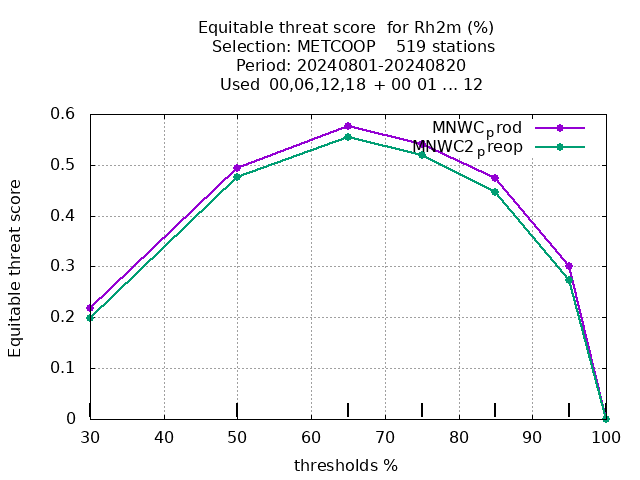 Equitable threat score  for Rh2m (%)
Selection: METCOOP    519 stations
Period: 20240801-20240820
Used  00,06,12,18  + 00 01 ... 12
MNWCprod
MNWC2preop
Equitable threat score
0.6
0.5
0.4
0.3
0.2
0.1
0
30 40 50 60 70 80 90 100
thresholds %